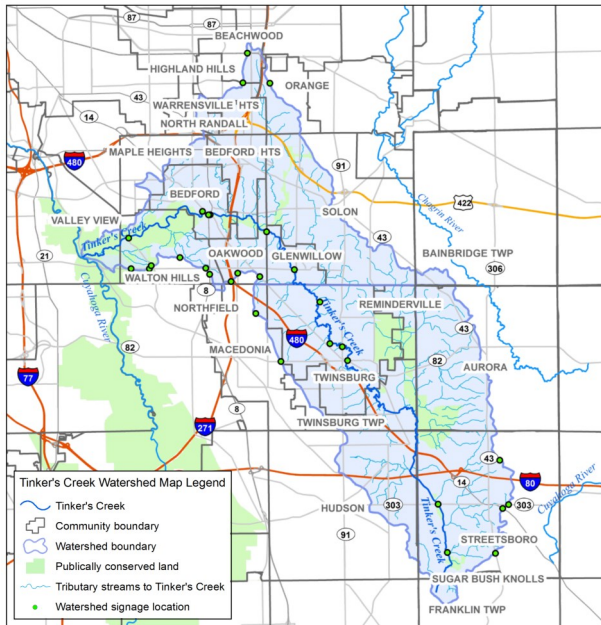 87
87
BEACHWOOD
HIGHLAND HILLS
ORANGE
43
WARRENSVILLE HTS
14
NORTH RANDALL
480
MAPLE HEIGHTS
BEDFORD HTS
91
422
Chagrin River
BEDFORD
SOLON
VALLEY VIEW
Tinker's Creek
43
21
OAKWOOD
GLENWILLOW
BAINBRIDGE TWP
306
WALTON HILLS
8
REMINDERVILLE
Cuyahoga River
NORTHFIELD
Tinker's Creek
43
480
82
MACEDONIA
82
AURORA
77
TWINSBURG
8
TWINSBURG TWP
271
43
Tinker's Creek Watershed Map Legend
14
80
Tinker's Creek
Community boundary
303
303
Cuyahoga River
HUDSON
Tinker's Creek
Watershed boundary
91
STREETSBORO
Publically conserved land
Tributary streams to Tinker's Creek
SUGAR BUSH KNOLLS
Watershed signage location
FRANKLIN TWP